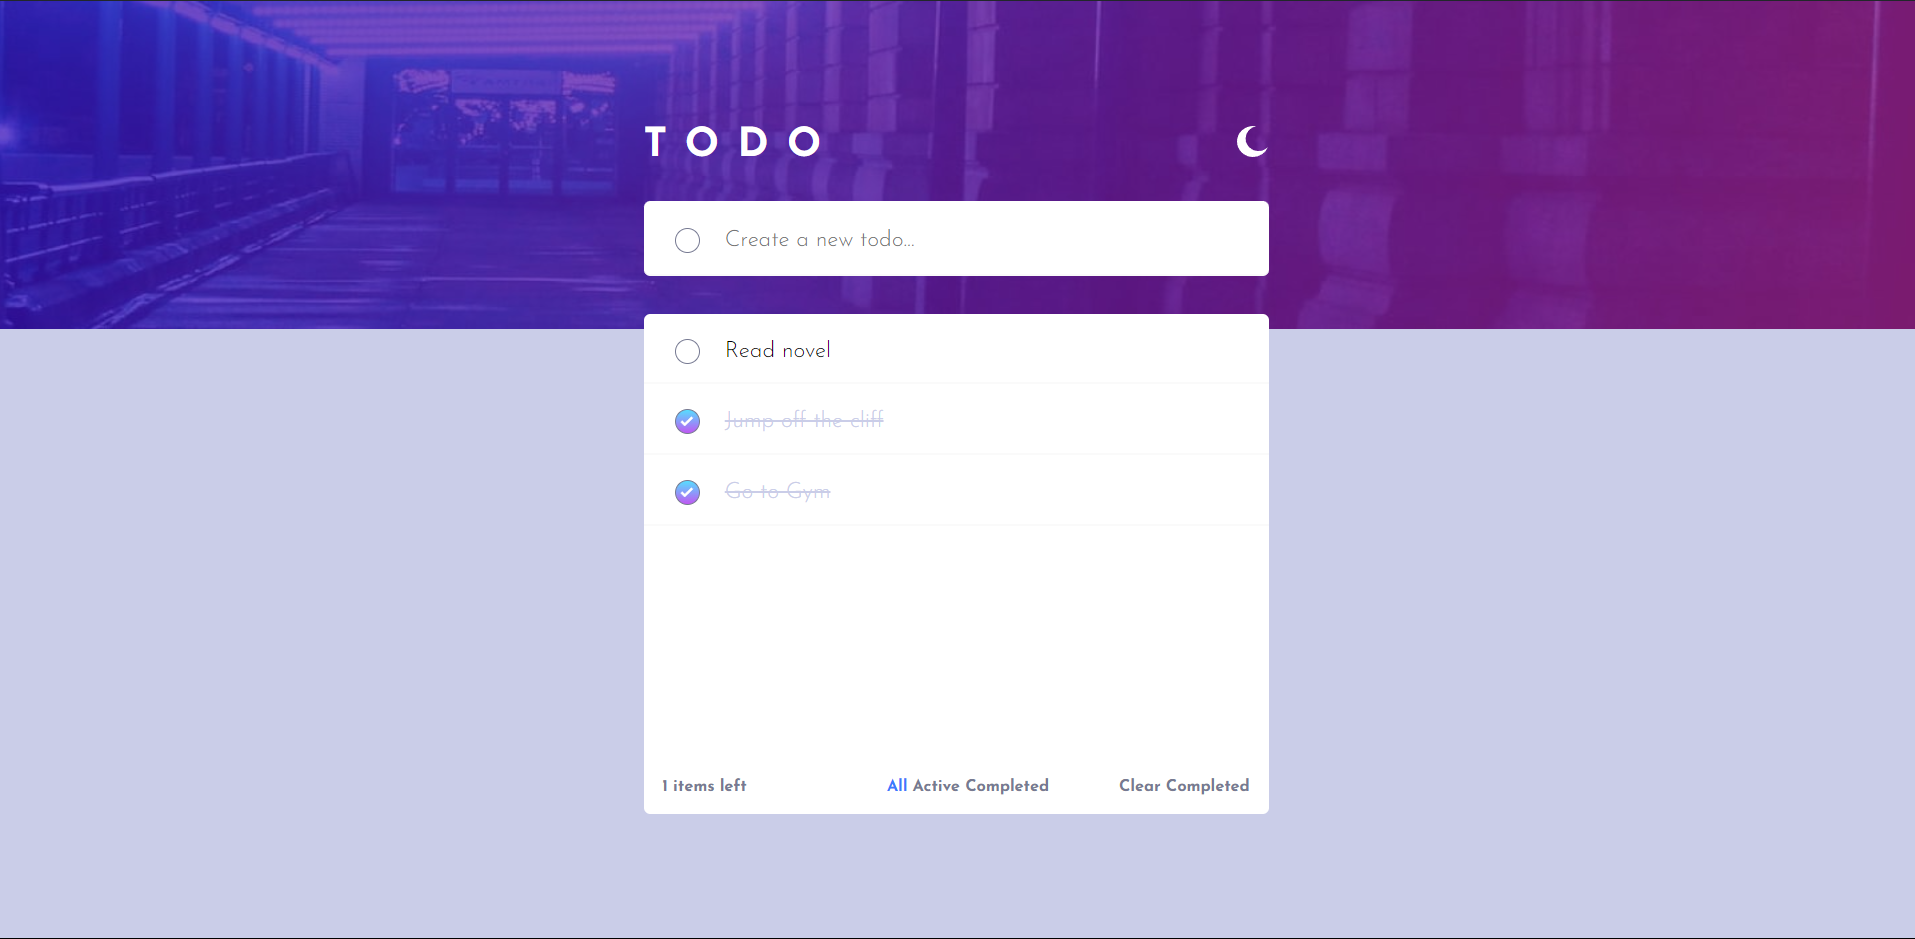 T O D O
Create a new todo...
Read novel
Jump off the cliff
Go to Gym
1 items left All Active Completed Clear Completed